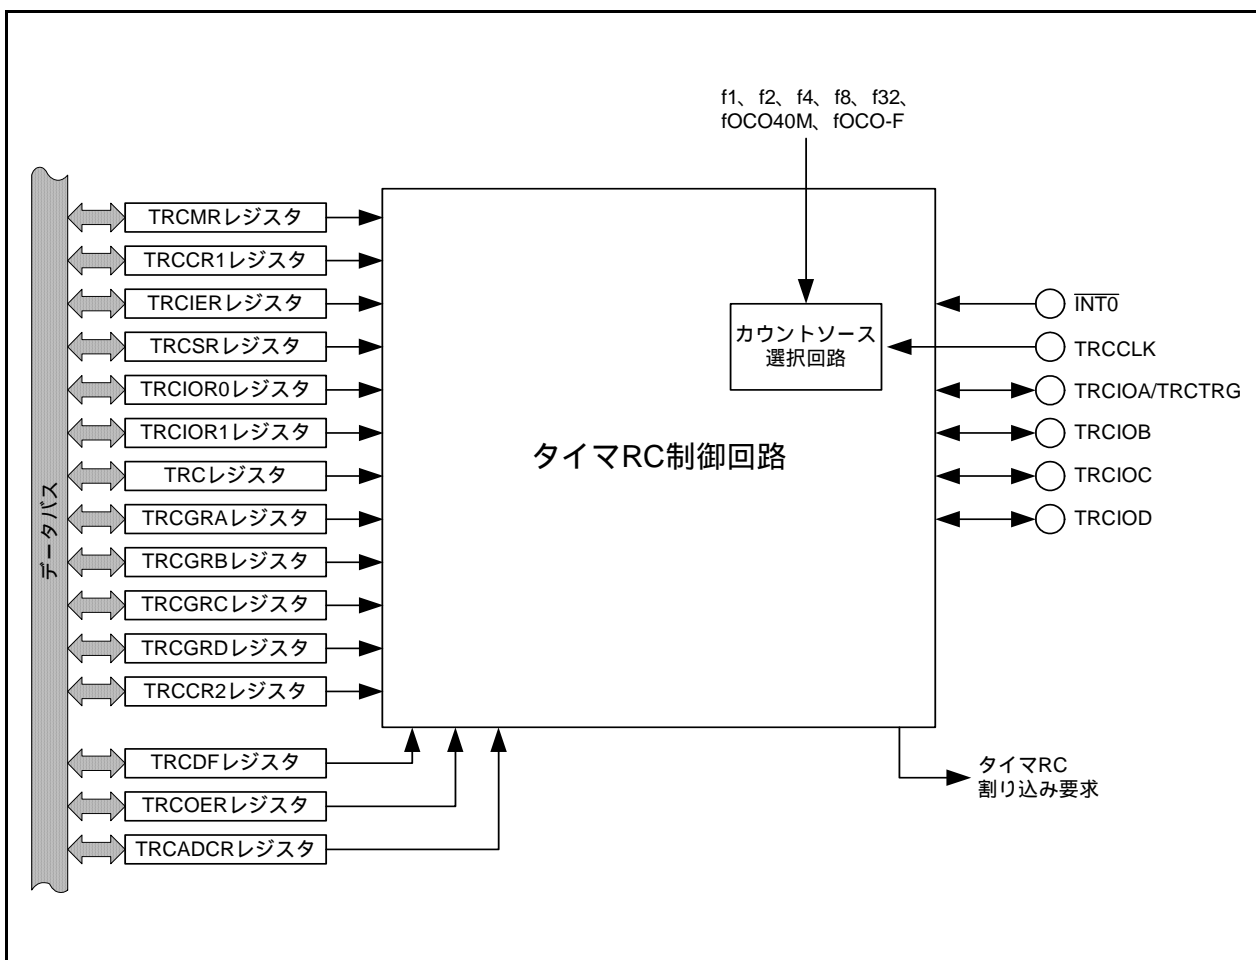 f1、f2、f4、f8、f32、
fOCO40M、fOCO-F
データバス
TRCMRレジスタ
TRCCR1レジスタ
TRCIERレジスタ
TRCSRレジスタ
TRCIOR0レジスタ
TRCIOR1レジスタ
TRCレジスタ
TRCGRAレジスタ
TRCGRBレジスタ
TRCGRCレジスタ
TRCGRDレジスタ
TRCCR2レジスタ
TRCDFレジスタ
TRCOERレジスタ
TRCADCRレジスタ
カウントソース
選択回路
タイマRC制御回路
INT0
TRCCLK
TRCIOA/TRCTRG
TRCIOB
TRCIOC
TRCIOD
タイマRC
割り込み要求